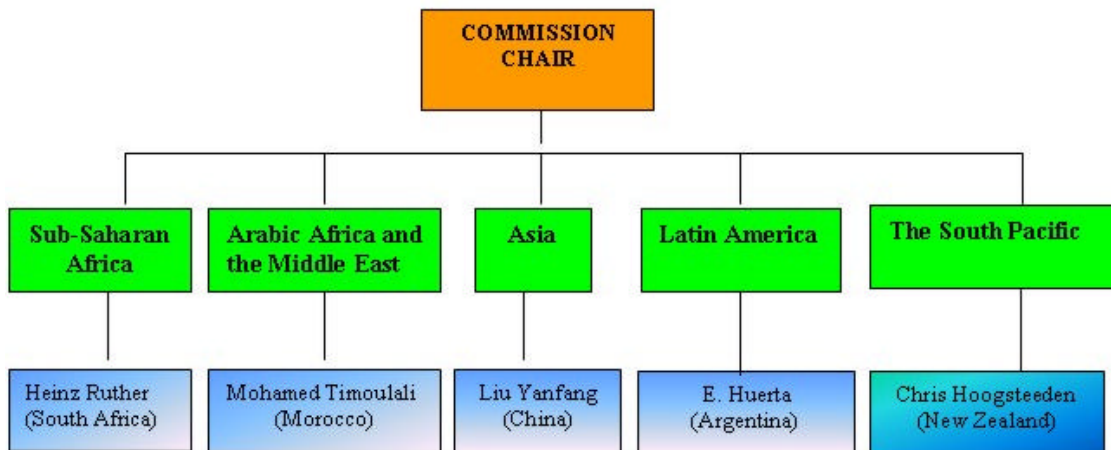 COMMISSION
CHAIR
Sub-Saharan
Africa
Arabic Africa and
the Middle East
Asia
Latin America
The South Pacific
Heinz Ruther
(South Africa)
Mohamed Timoulali
(Morocco)
Liu Yanfang
(China)
E. Huerta
(Argentina)
Chris Hoogsteeden
(New Zealand)